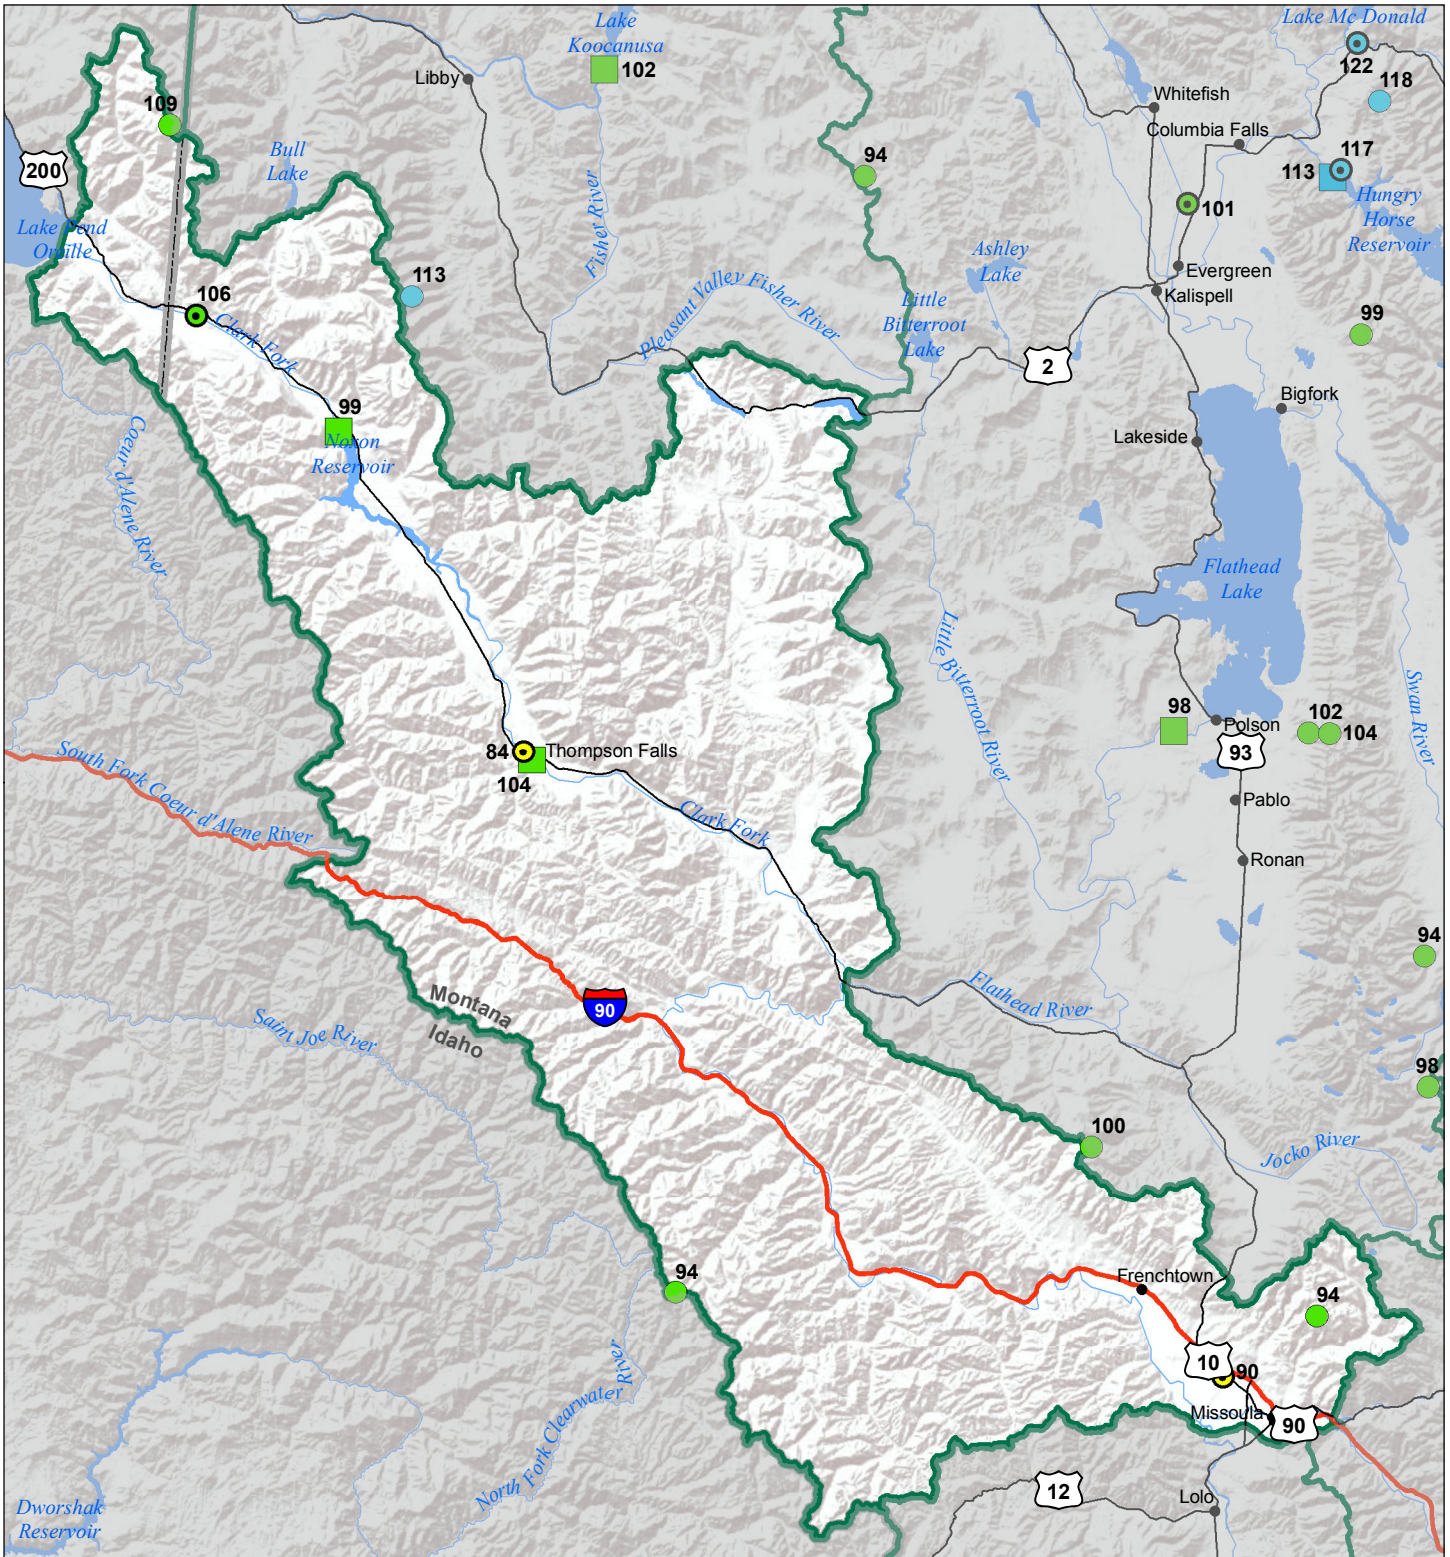 Lake Mc Donald
Lake
Koocanusa
102
Libby
122
118
Whitefish
109
Columbia Falls
Bull
Lake
94
200
117
113
Hungry
Horse
Reservoir
101
Lake Pend
Oreille
Fisher River
Ashley
Lake
Evergreen
Kalispell
113
106
Clark Fork
Pleasant Valley Fisher River
Little
Bitterroot
Lake
99
2
Bigfork
99
Noxon
Reservoir
Lakeside
Coeur d'Alene River
Flathead
Lake
Little Bitterroot River
Swan River
98
Polson
102
104
93
84
Thompson Falls
104
South Fork Coeur d'Alene River
Clark Fork
Pablo
Ronan
94
Montana
Idaho
90
Flathead River
Saint Joe River
98
100
Jocko River
94
Frenchtown
94
10
90
North Fork Clearwater River
Missoula
90
12
Lolo
Dworshak
Reservoir